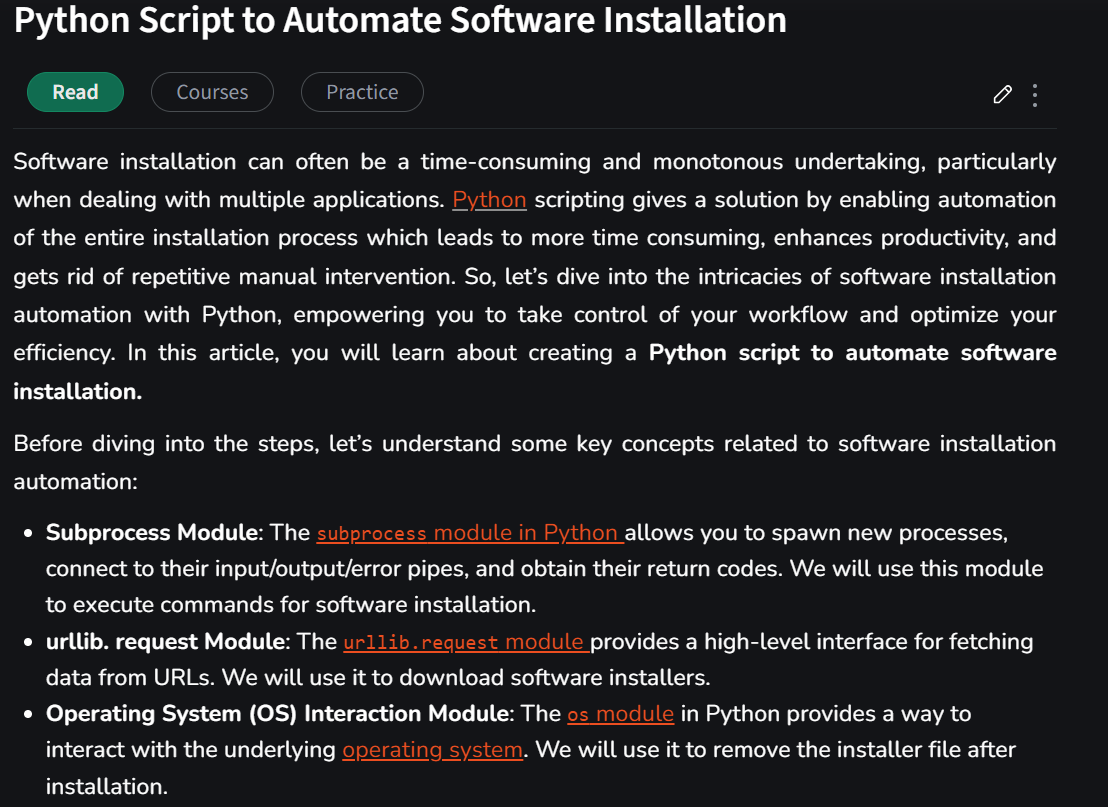 Python Script to Automate Software Installation
Read
Courses
Practice
Software installation can often be a time-consuming and monotonous undertaking, particularly
when dealing with multiple applications. Python scripting gives a solution by enabling automation
of the entire installation process which leads to more time consuming, enhances productivity, and
gets rid of repetitive manual intervention. So, let’s dive into the intricacies of software installation
automation with Python, empowering you to take control of your workflow and optimize your
efficiency. In this article, you will learn about creating a Python script to automate software
installation.
Before diving into the steps, let’s understand some key concepts related to software installation
automation:
• Subprocess Module: The subprocess module in Python allows you to spawn new processes,
connect to their input/output/error pipes, and obtain their return codes. We will use this module
to execute commands for software installation.
• urllib. request Module: The urllib.request module provides a high-level interface for fetching
data from URLs. We will use it to download software installers.
• Operating System (OS) Interaction Module: The os module in Python provides a way to
interact with the underlying operating system. We will use it to remove the installer file after
installation.